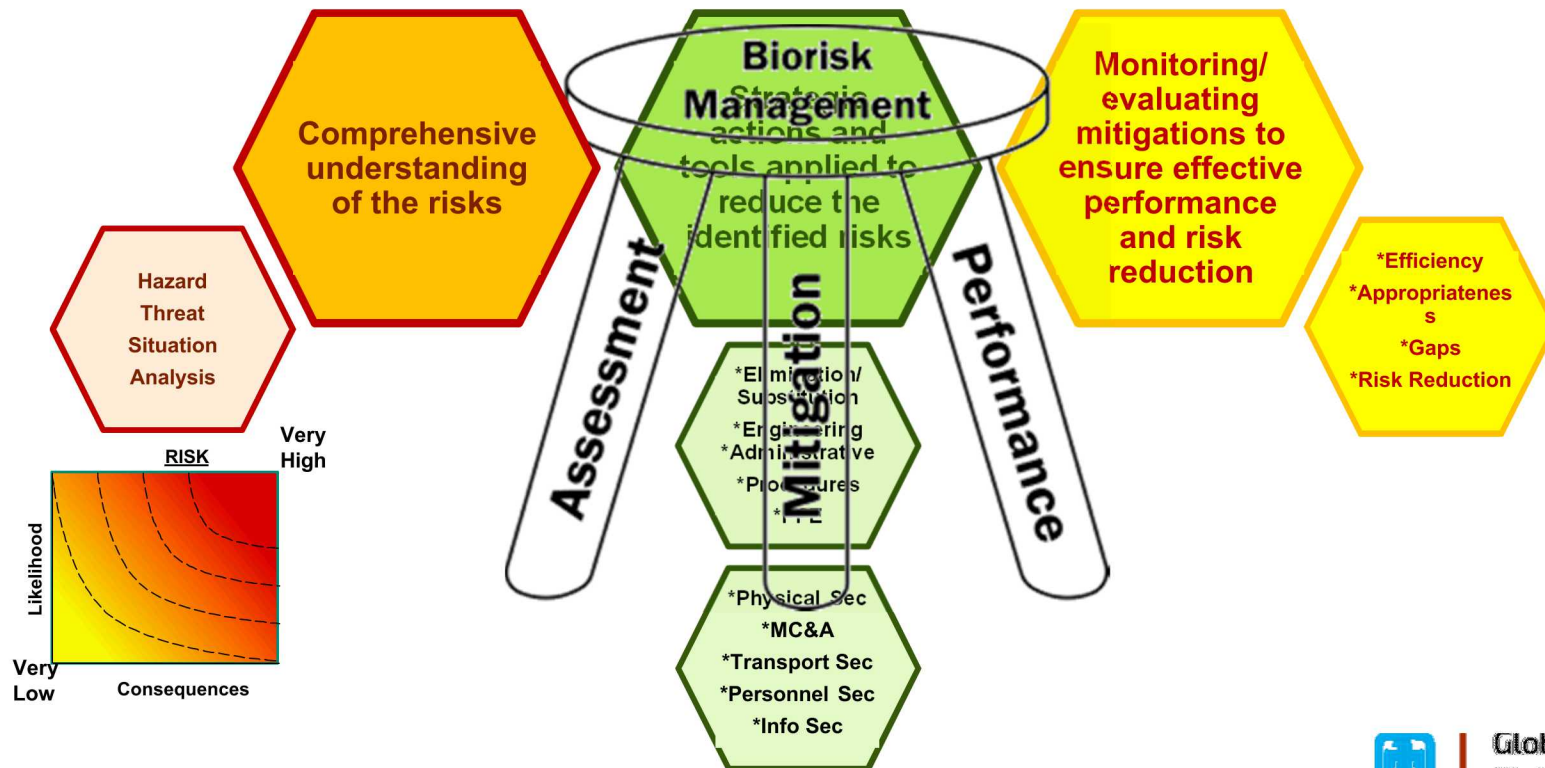 Biorisk
Management
Comprehensive
understanding
of the risks
Strategic
actions and
tools applied to
reduce the
identified risks
Monitoring/
evaluating
mitigations to
ensure effective
performance
and risk
reduction
Assessment
Mitigation
Performance
Hazard
Threat
Situation
Analysis
*Efficiency
*Appropriatenes
s
*Gaps
*Risk Reduction
*Elimination/
Substitution
*Engineering
*Administrative
*Procedures
*Physical Sec
*MC&A
*Transport Sec
*Personnel Sec
*Info Sec
RISK
Very
High
Likelihood
Very
Low
Consequences